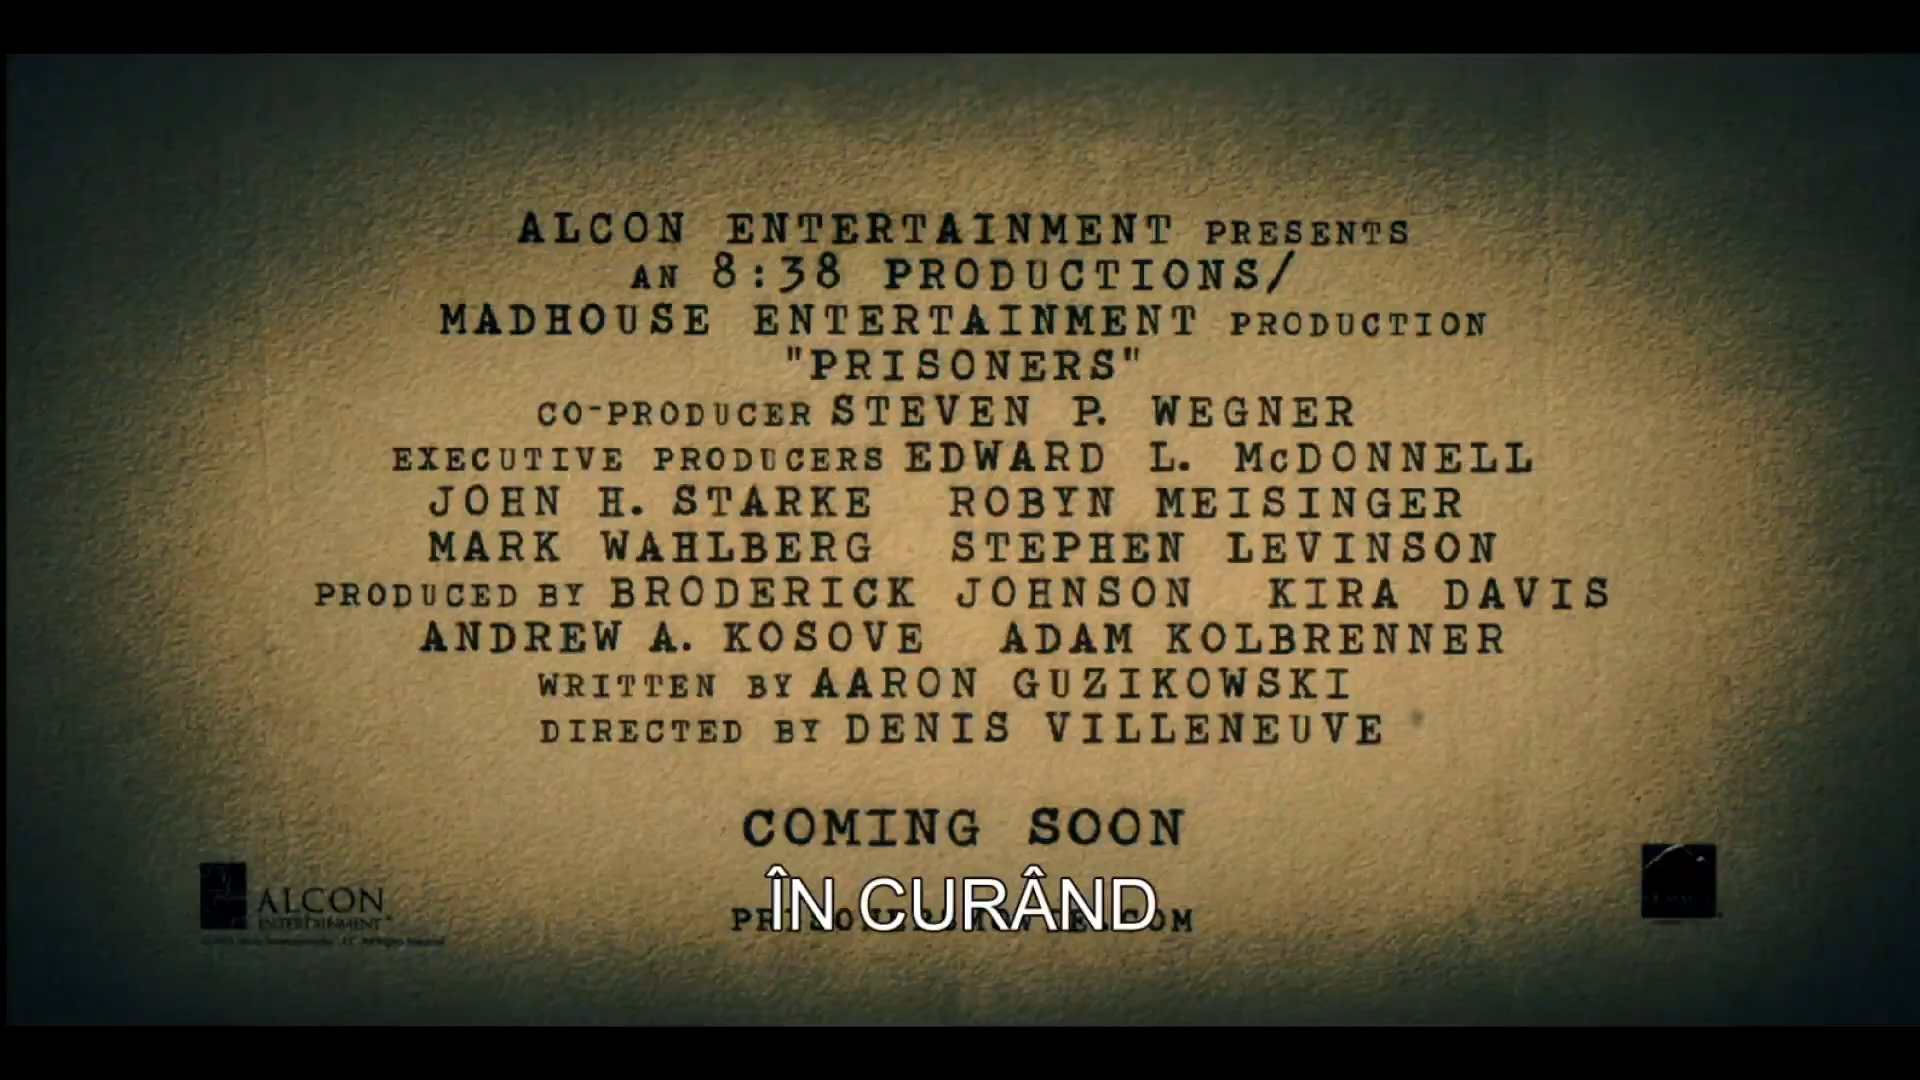 ALCON ENTERTAINMENT PRESENTS
AN 8:38 PRODUCTIONS/
MADHOUSE ENTERTAINMENT PRODUCTION
"PRISONERS"
CO-PRODUCER STEVEN P. WEGNER
EXECUTIVE PRODUCERS EDWARD L. McDONNELL
JOHN H. STARKE ROBYN MEISINGER
MARK WAHLBERG STEPHEN LEVINSON
PRODUCED BY BRODERICK JOHNSON KIRA DAVIS
ANDREW A. KOSOVE ADAM KOLBRENNER
WRITTEN BY AARON GUZIKOWSKI
DIRECTED BY DENIS VILLENEUVE
COMING SOON
ÎN CURÂND
ALCON
ENTERTAINMENT